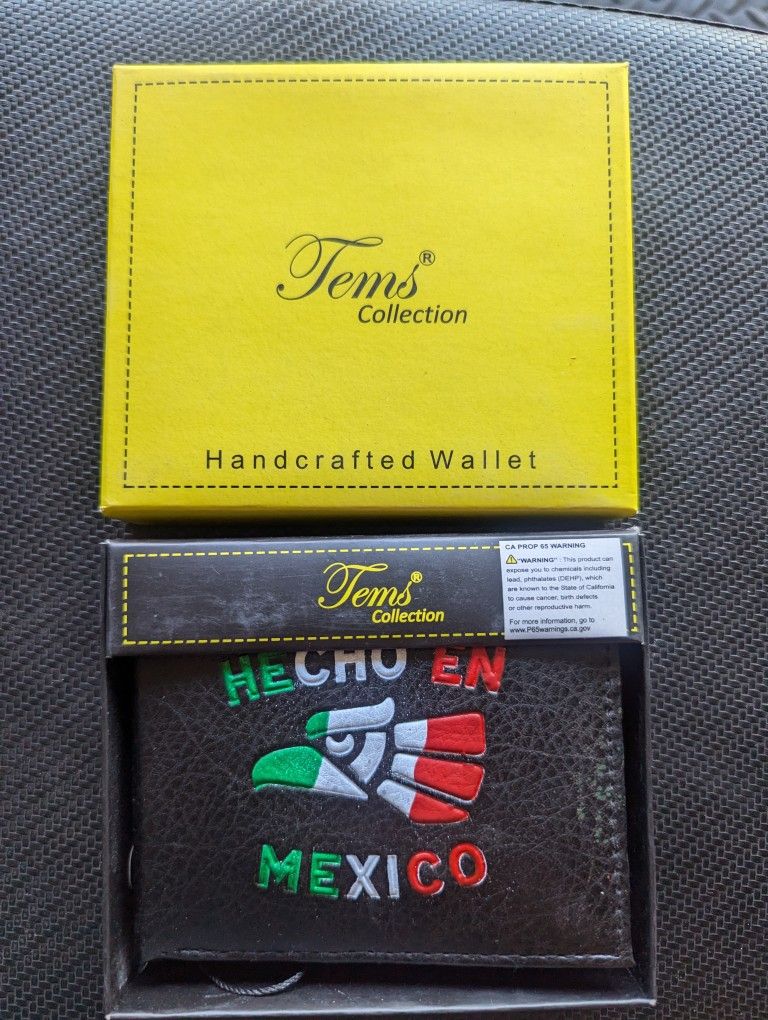 Tems®
Collection
Handcrafted Wallet
Tems®
Collection
CA PROP 65 WARNING
"WARNING" : This product can
expose you to chemicals including
lead, phthalates (DEHP), which
are known to the State of California
to cause cancer, birth defects
or other reproductive harm.
For more information, go to
www.P65warnings.ca.gov
HECHO EN
MEXICO